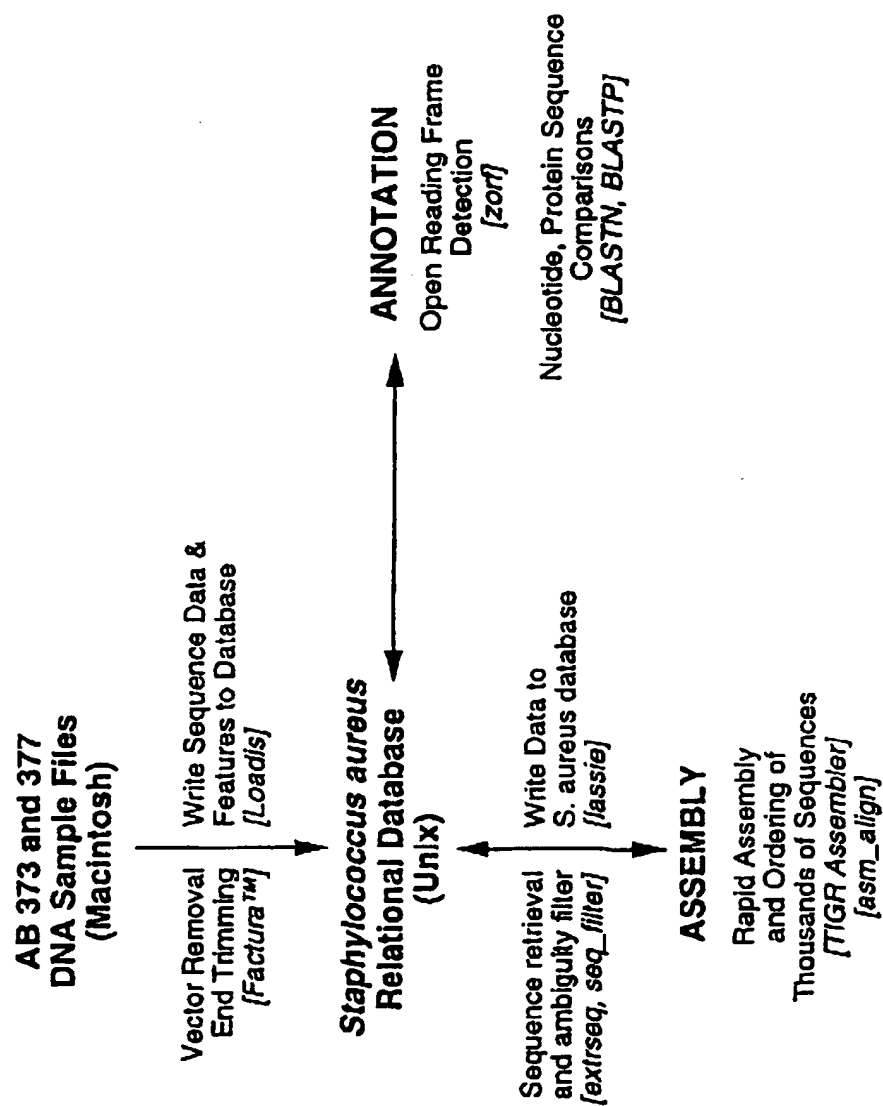 AB 373 and 377
DNA Sample Files
(Macintosh)
Vector Removal
End Trimming
[Factura™]
Write Sequence Data &
Features to Database
[Loadis]
Staphylococcus aureus
Relational Database
(Unix)
ANNOTATION
Open Reading Frame
Detection
[zorf]
Nucleotide, Protein Sequence
Comparisons
[BLASTN, BLASTP]
Sequence retrieval
and ambiguity filter
[extrseq, seq_filter]
Write Data to
S. aureus database
[lassie]
ASSEMBLY
Rapid Assembly
and Ordering of
Thousands of Sequences
[TIGR Assembler]
[asm_align]